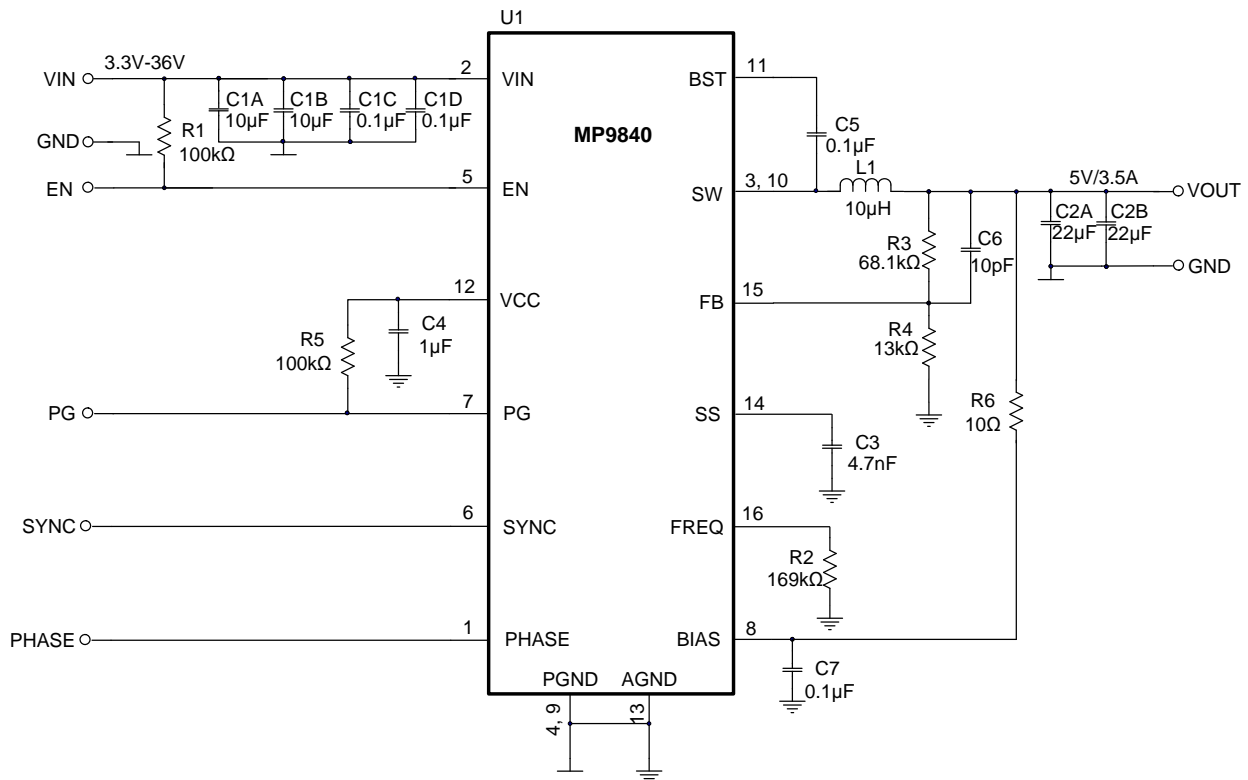 U1
3.3V-36V
VIN
2
VIN
C1A
10µF
C1B
10µF
C1C
0.1µF
C1D
0.1µF
GND
R1
100kΩ
EN
5
EN
12
VCC
R5
100kΩ
C4
1µF
PG
7
PG
SYNC
6
SYNC
PHASE
1
PHASE
MP9840
BST
11
C5
0.1µF
SW
3, 10
L1
10µH
5V/3.5A
VOUT
R3
68.1kΩ
C6
10pF
C2A
22µF
C2B
22µF
GND
FB
15
R4
13kΩ
SS
14
C3
4.7nF
R6
10Ω
FREQ
16
R2
169kΩ
BIAS
8
C7
0.1µF
PGND
AGND
4, 9
13